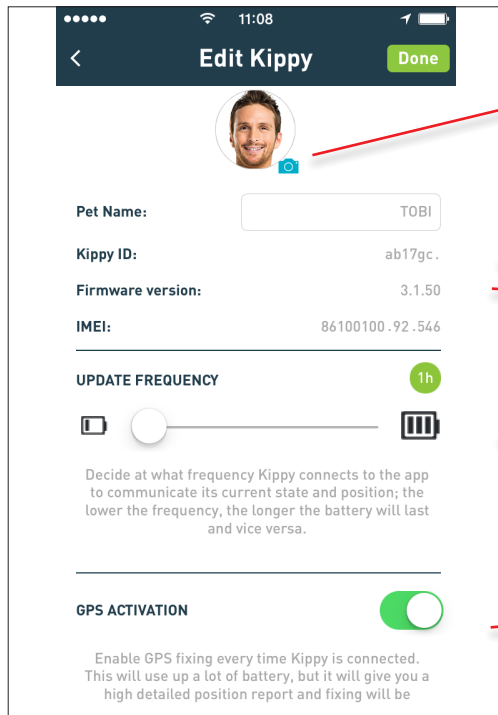 11:08
Edit Kippy
Done
Pet Name:
TOBI
Kippy ID:
ab17gc.
Firmware version:
3.1.50
IMEI:
86100100.92.546
UPDATE FREQUENCY
1h
Decide at what frequency Kippy connects to the app
to communicate its current state and position; the
lower the frequency, the longer the battery will last
and vice versa.
GPS ACTIVATION
Enable GPS fixing every time Kippy is connected.
This will use up a lot of battery, but it will give you a
high detailed position report and fixing will be